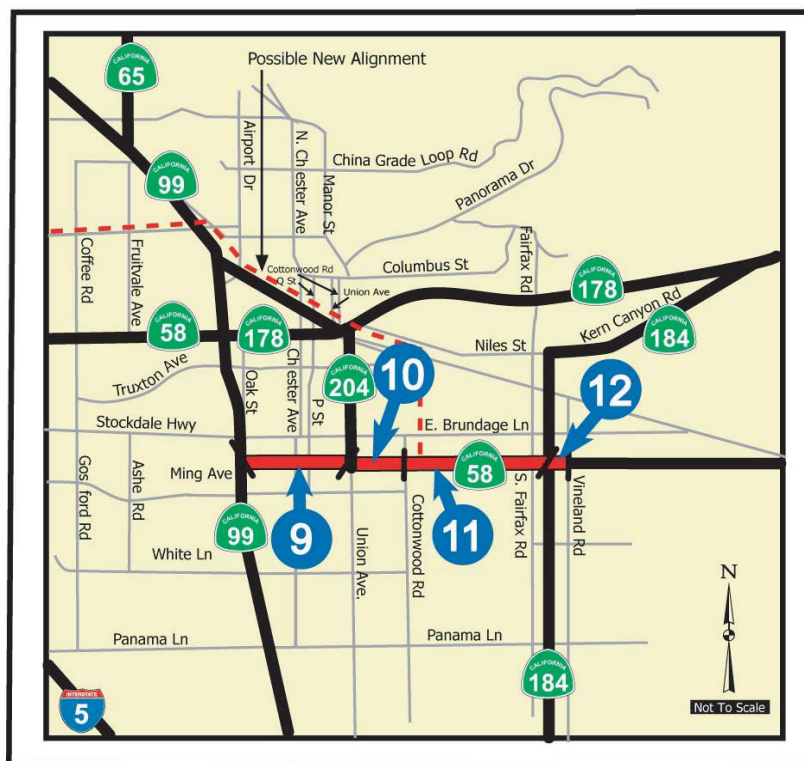 CALIFORNIA
65
Possible New Alignment
CALIFORNIA
99
Airport Dr
N. Chester Ave
Manor St
China Grade Loop Rd
Panorama Dr
Coffee Rd
Fruitvale Ave
Cottonwood Rd
Q St
Union Ave
Columbus St
Fairfax Rd
CALIFORNIA
178
Kern Canyon Rd
CALIFORNIA
184
CALIFORNIA
58
CALIFORNIA
178
Niles St
Truxton Ave
Oak St
Chester Ave
P St
CALIFORNIA
204
10
12
Stockdale Hwy
E. Brundage Ln
Gosford Rd
Ashe Rd
Ming Ave
CALIFORNIA
58
9
11
S. Fairfax Rd
Vineland Rd
CALIFORNIA
99
White Ln
Union Ave.
Cottonwood Rd
N
Panama Ln
Panama Ln
CALIFORNIA
184
INTERSTATE
5
Not To Scale